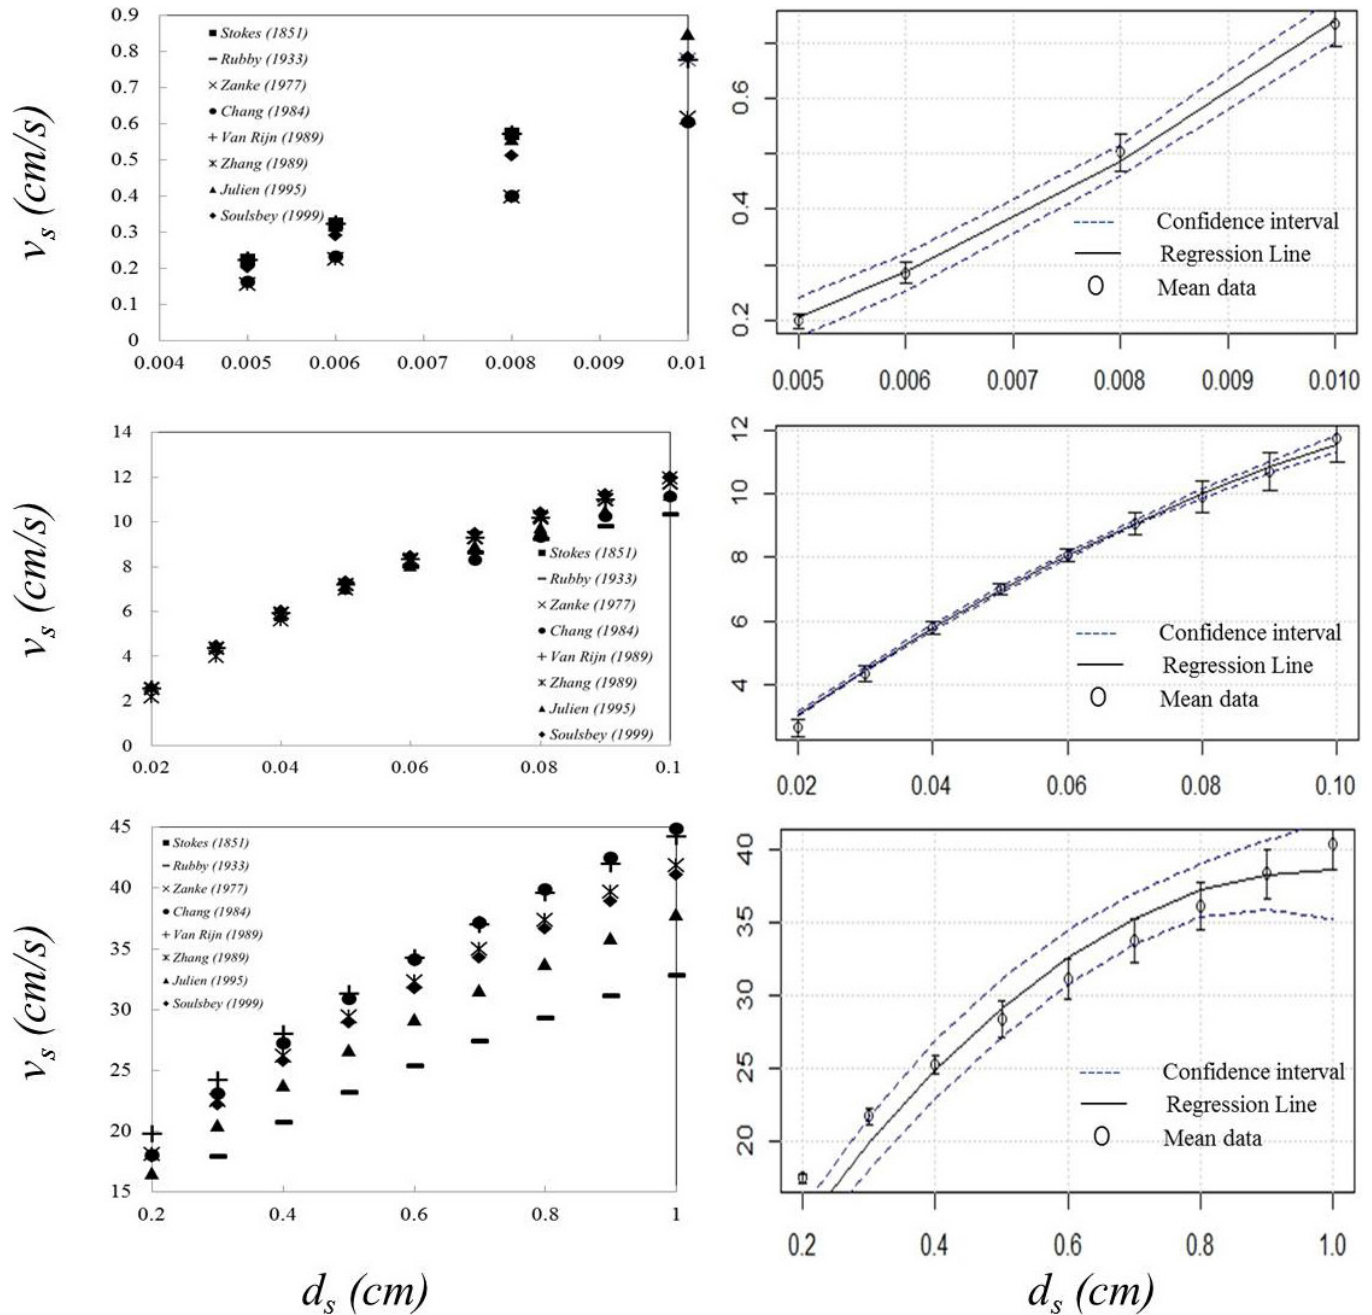 v_s (cm/s)
0.9
0.8
0.7
0.6
0.5
0.4
0.3
0.2
0.1
0
0.004 0.005 0.006 0.007 0.008 0.009 0.01
Stokes (1851)
Rubby (1933)
Zanke (1977)
Chang (1984)
Van Rijn (1989)
Zhang (1989)
Julien (1995)
Soulsbey (1999)
0.6
0.4
0.2
0.005 0.006 0.007 0.008 0.009 0.010
Confidence interval
Regression Line
Mean data
v_s (cm/s)
14
12
10
8
6
4
2
0
0.02 0.04 0.06 0.08 0.1
Stokes (1851)
Rubby (1933)
Zanke (1977)
Chang (1984)
Van Rijn (1989)
Zhang (1989)
Julien (1995)
Soulsbey (1999)
12
10
8
6
4
0.02 0.04 0.06 0.08 0.10
Confidence interval
Regression Line
Mean data
v_s (cm/s)
45
40
35
30
25
20
15
0.2 0.4 0.6 0.8 1
Stokes (1851)
Rubby (1933)
Zanke (1977)
Chang (1984)
Van Rijn (1989)
Zhang (1989)
Julien (1995)
Soulsbey (1999)
40
35
30
25
20
0.2 0.4 0.6 0.8 1.0
Confidence interval
Regression Line
Mean data
d_s (cm)
d_s (cm)